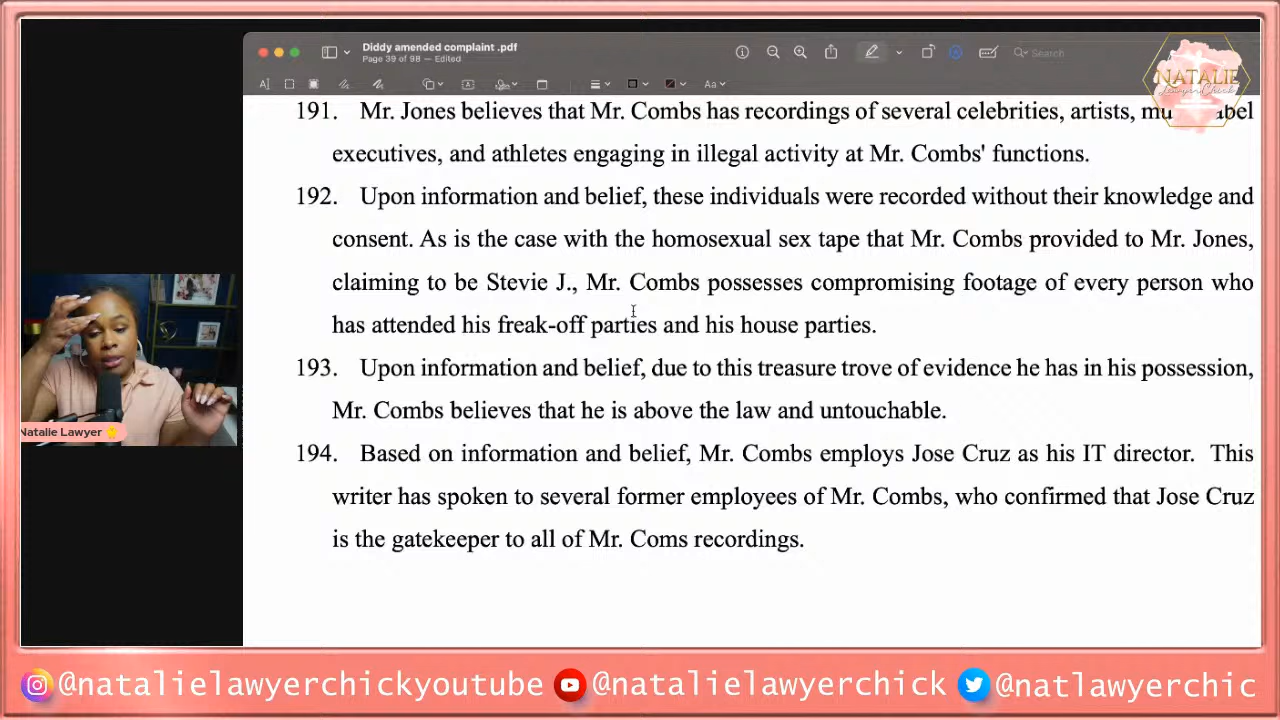 Diddy amended complaint .pdf
Page 39 of 98 — Edited
Search
NATALIE
LawyerChick
191. Mr. Jones believes that Mr. Combs has recordings of several celebrities, artists,
executives, and athletes engaging in illegal activity at Mr. Combs' functions.
192. Upon information and belief, these individuals were recorded without their knowledge and
consent. As is the case with the homosexual sex tape that Mr. Combs provided to Mr. Jones,
claiming to be Stevie J., Mr. Combs possesses compromising footage of every person who
has attended his freak-off parties and his house parties.
193. Upon information and belief, due to this treasure trove of evidence he has in his possession,
Mr. Combs believes that he is above the law and untouchable.
194. Based on information and belief, Mr. Combs employs Jose Cruz as his IT director. This
writer has spoken to several former employees of Mr. Combs, who confirmed that Jose Cruz
is the gatekeeper to all of Mr. Coms recordings.
Natalie Lawyer
@natalielawyerchickyoutube @natalielawyerchick @natlawyerchic